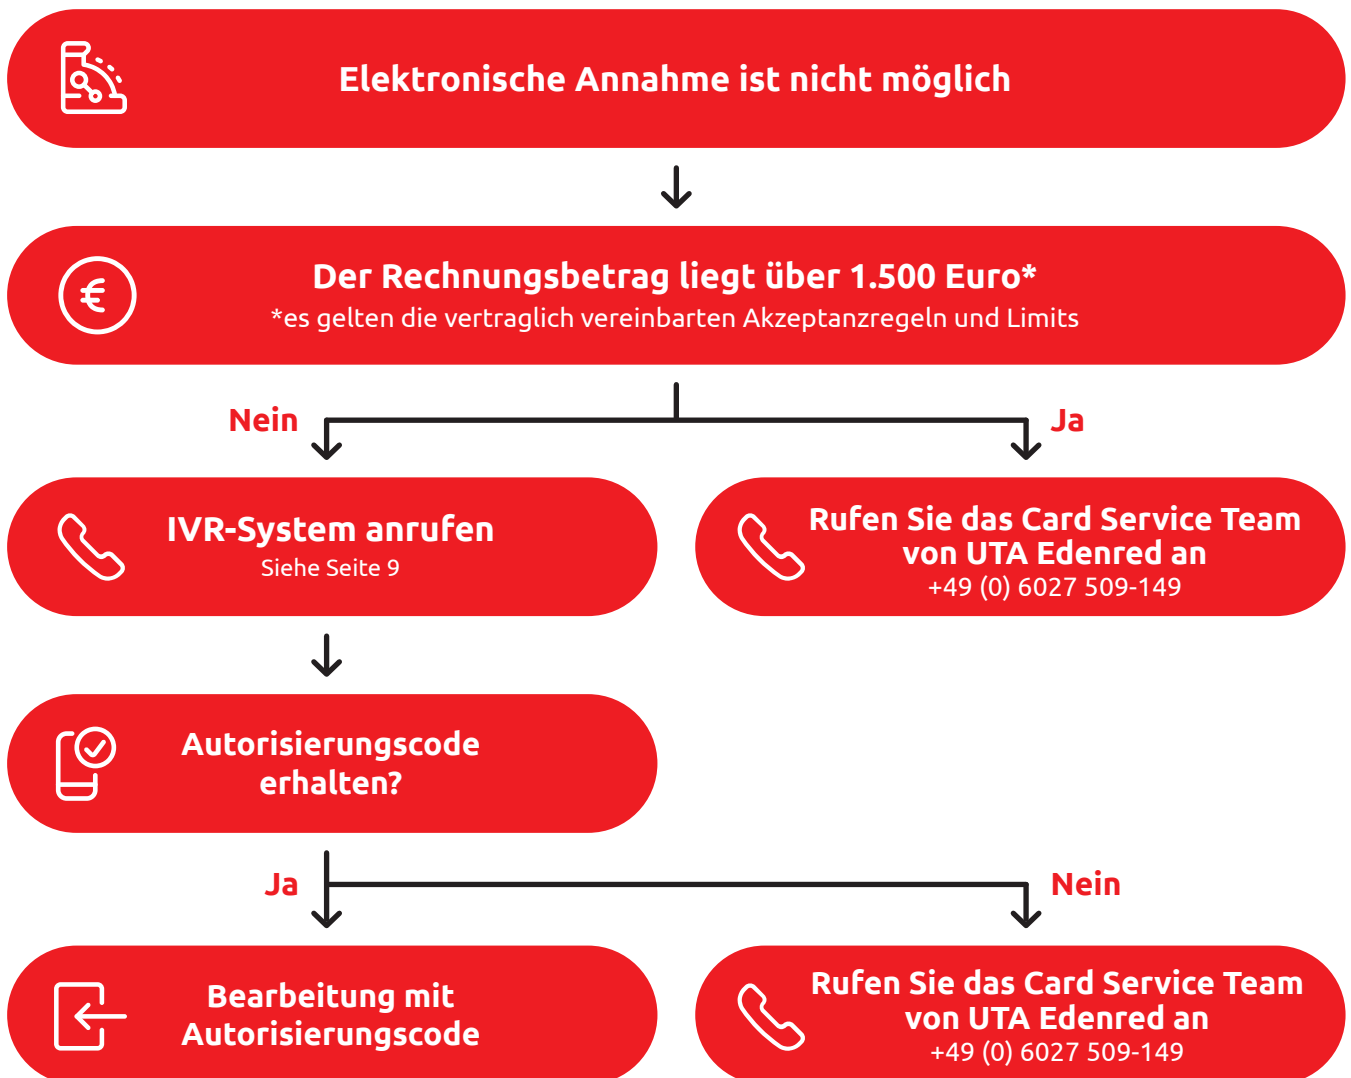 Elektronische Annahme ist nicht möglich
€
Der Rechnungsbetrag liegt über 1.500 Euro*
*es gelten die vertraglich vereinbarten Akzeptanzregeln und Limits
Nein
Ja
IVR-System anrufen
Siehe Seite 9
Rufen Sie das Card Service Team
von UTA Edenred an
+49 (0) 6027 509-149
Autorisierungscode
erhalten?
Ja
Nein
Bearbeitung mit
Autorisierungscode
Rufen Sie das Card Service Team
von UTA Edenred an
+49 (0) 6027 509-149